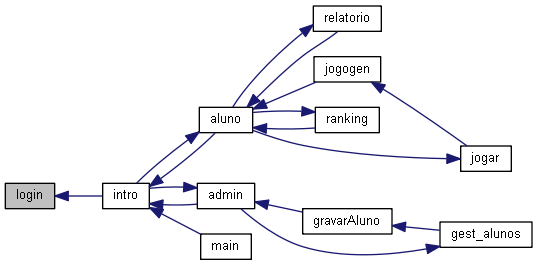 relatorio
jogogen
aluno
ranking
jogar
login
intro
admin
gravarAluno
gest_alunos
main